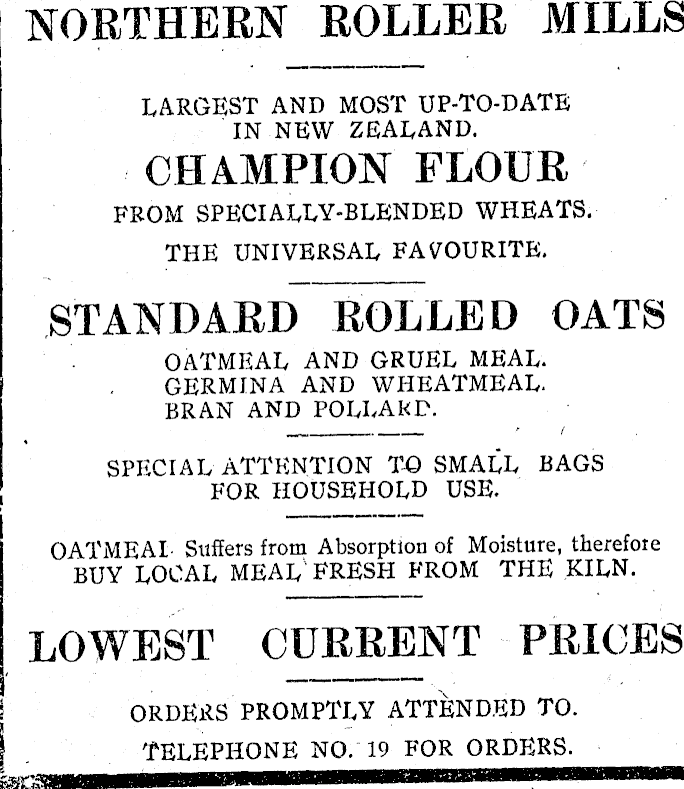 NORTHERN ROLLER MILLS
LARGEST AND MOST UP-TO-DATE
IN NEW ZEALAND.
CHAMPION FLOUR
FROM SPECIALLY-BLENDED WHEATS.
THE UNIVERSAL FAVOURITE.
STANDARD ROLLED OATS
OATMEAL AND GRUEL MEAL.
GERMINA AND WHEATMEAL.
BRAN AND POLLARD.
SPECIAL ATTENTION TO SMALL BAGS
FOR HOUSEHOLD USE.
OATMEAL Suffers from Absorption of Moisture, therefore
BUY LOCAL MEAL FRESH FROM THE KILN.
LOWEST CURRENT PRICES
ORDERS PROMPTLY ATTENDED TO.
TELEPHONE NO. 19 FOR ORDERS.